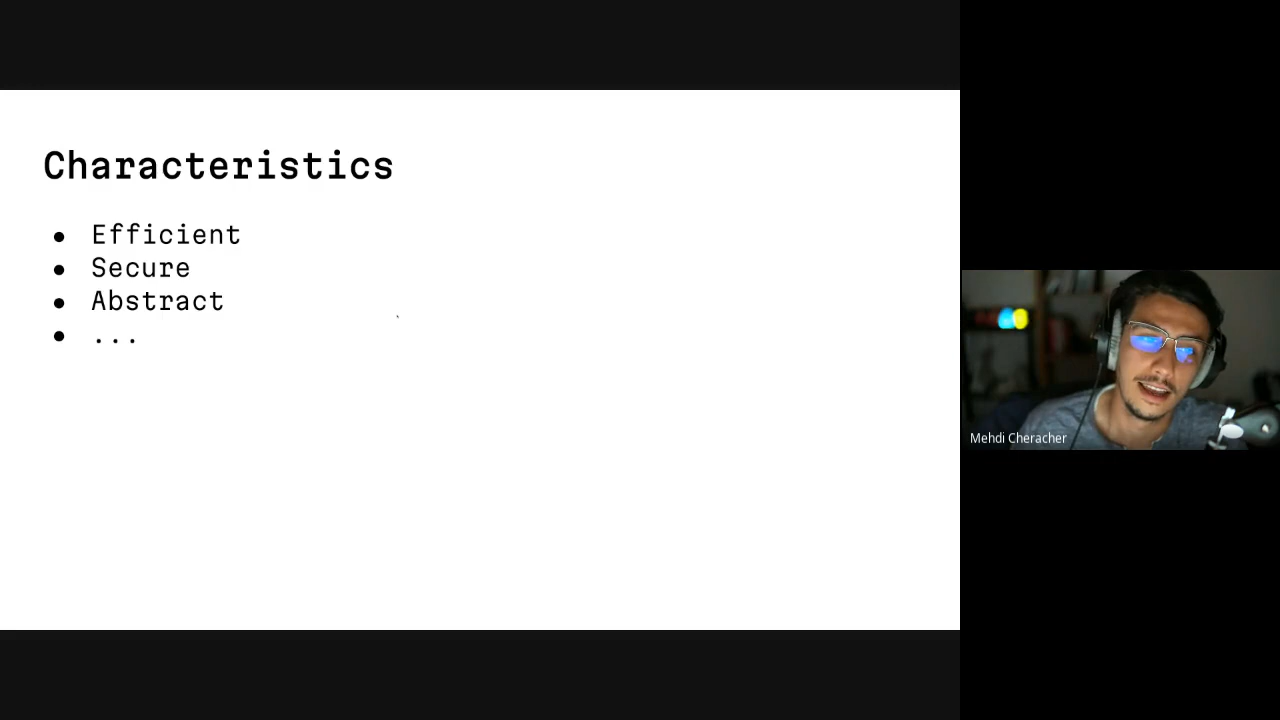 Characteristics
● Efficient
● Secure
● Abstract
● ...
Mehdi Cheracher